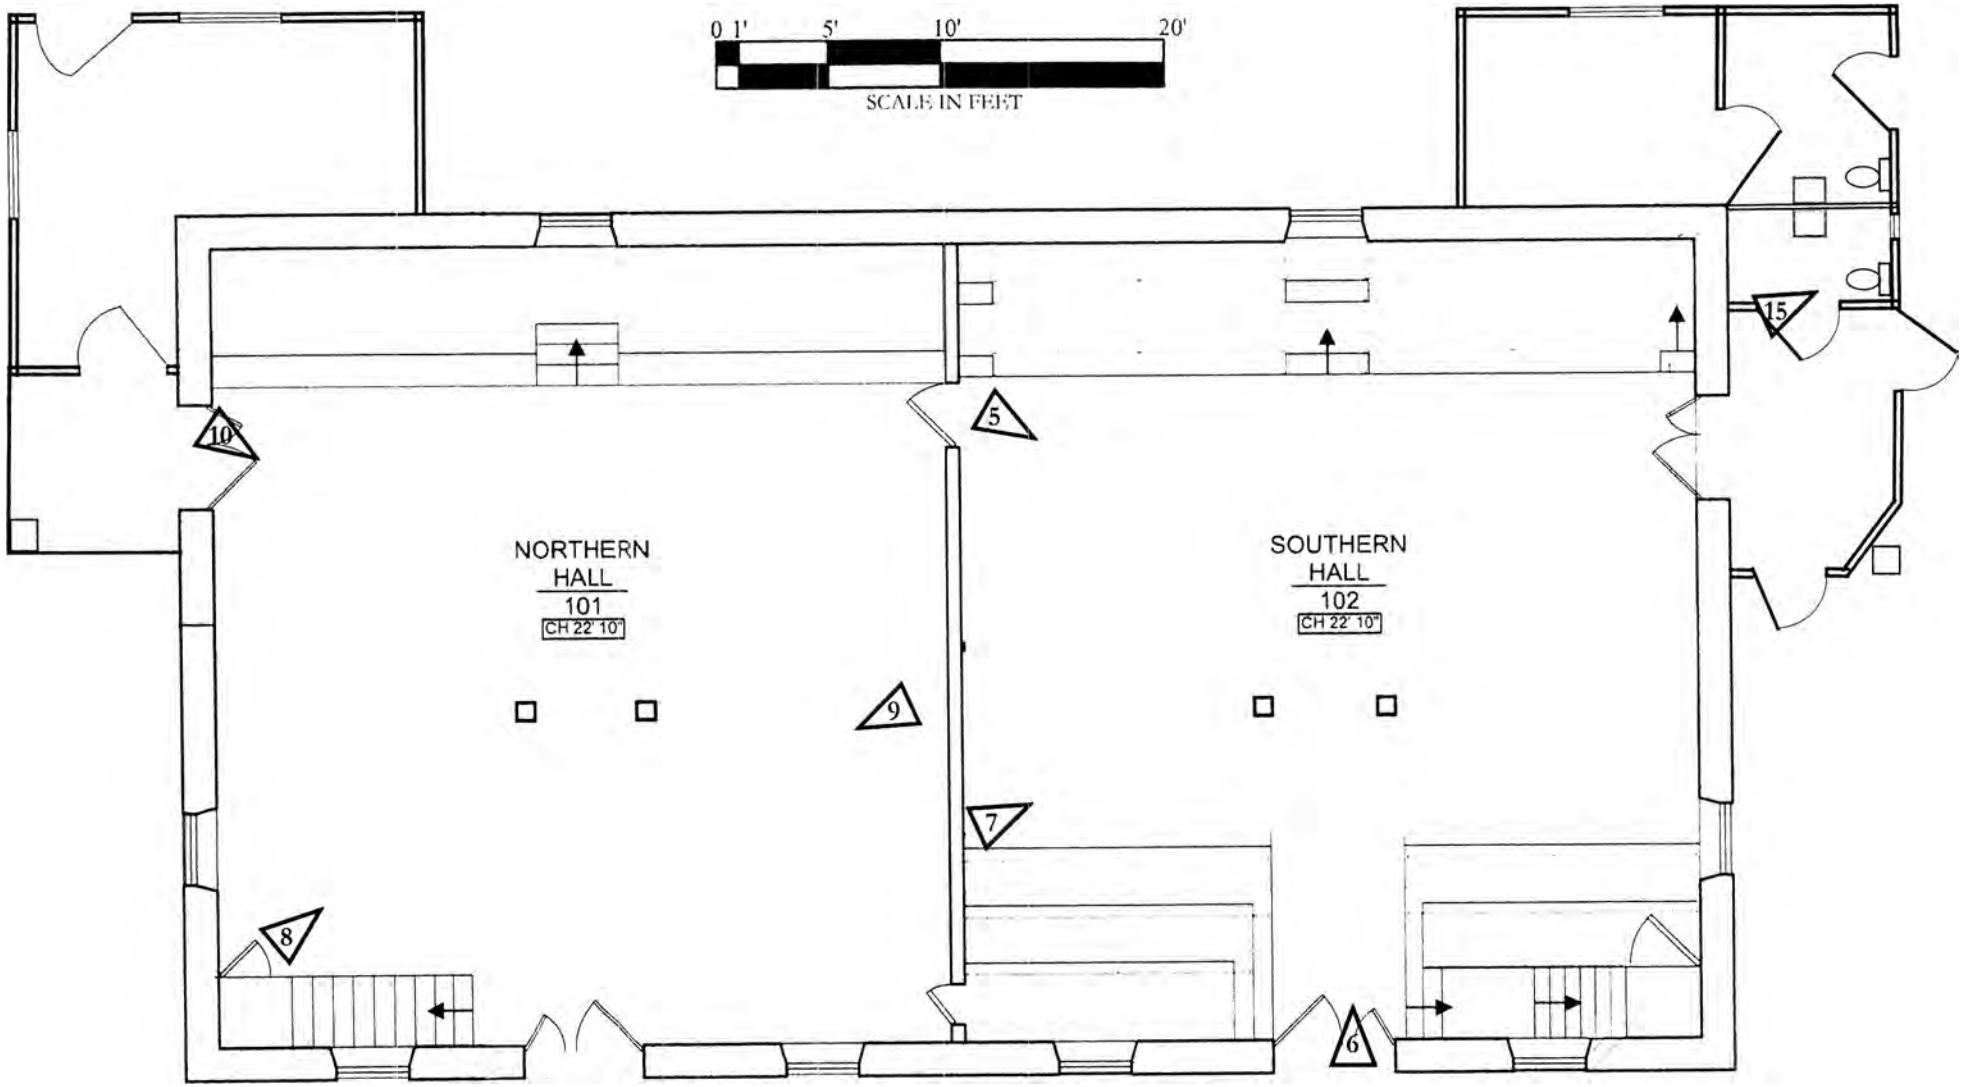 0 1' 5' 10' 20'
SCALE IN FEET
15
5
10
NORTHERN
HALL
101
CH 22' 10"
SOUTHERN
HALL
102
CH 22' 10"
9
7
8
6